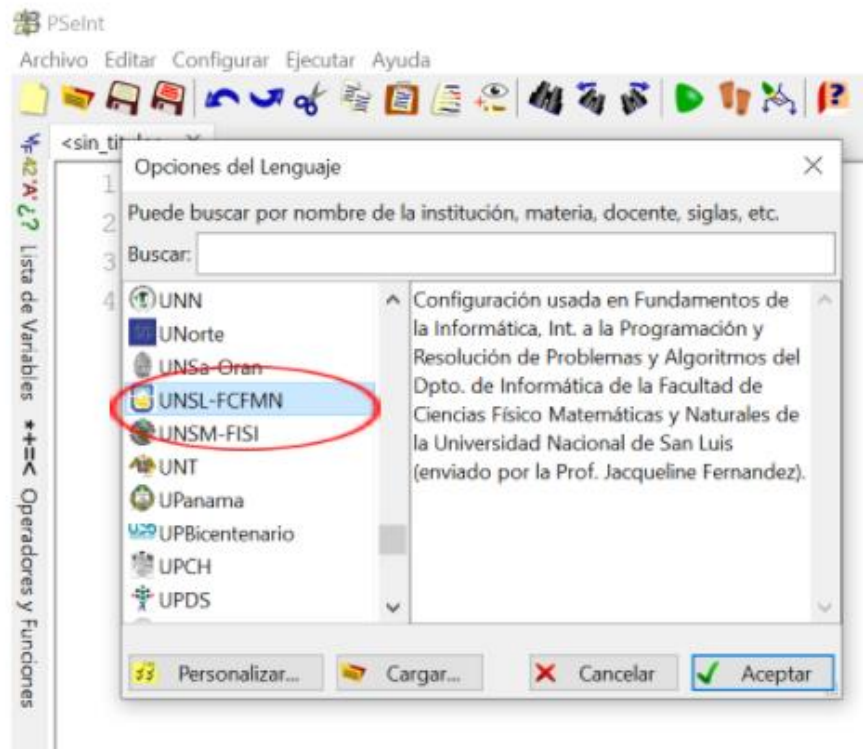 PSeInt
Archivo Editar Configurar Ejecutar Ayuda
<sin_ti
Opciones del Lenguaje
Puede buscar por nombre de la institución, materia, docente, siglas, etc.
Buscar:
1
2
3
4
UNN
UNorte
UNSa-Oran
UNSL-FCFMN
UNSM-FISI
UNT
UPanama
UPBicentenario
UPCH
UPDS
Configuración usada en Fundamentos de
la Informática, Int. a la Programación y
Resolución de Problemas y Algoritmos del
Dpto. de Informática de la Facultad de
Ciencias Físico Matemáticas y Naturales de
la Universidad Nacional de San Luis
(enviado por la Prof. Jacqueline Fernandez).
Personalizar... Cargar... Cancelar Aceptar
42 'A' ¿? Lista de Variables
*+=< Operadores y Funciones